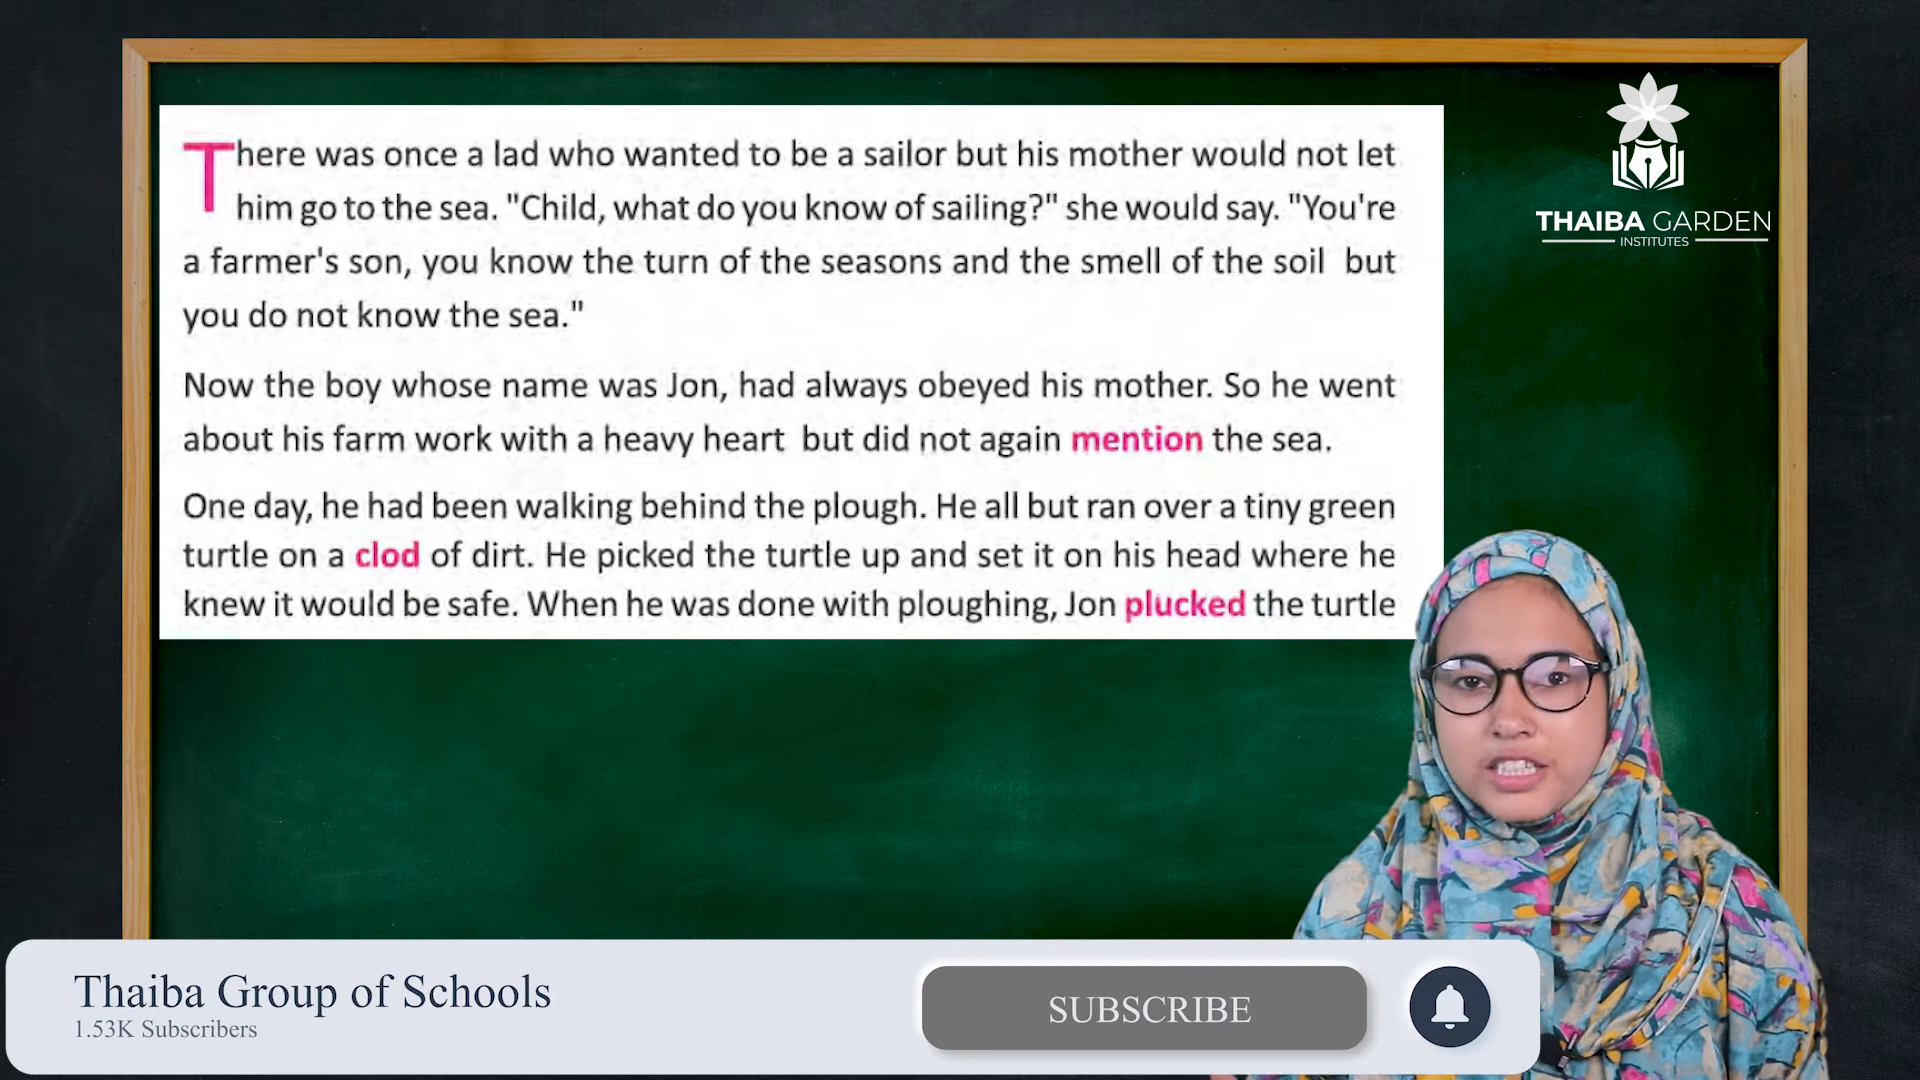 There was once a lad who wanted to be a sailor but his mother would not let
him go to the sea. "Child, what do you know of sailing?" she would say. "You're
a farmer's son, you know the turn of the seasons and the smell of the soil but
you do not know the sea."
Now the boy whose name was Jon, had always obeyed his mother. So he went
about his farm work with a heavy heart but did not again mention the sea.
One day, he had been walking behind the plough. He all but ran over a tiny green
turtle on a clod of dirt. He picked the turtle up and set it on his head where he
knew it would be safe. When he was done with ploughing, Jon plucked the turtle
THAIBA GARDEN
INSTITUTES
Thaiba Group of Schools
1.53K Subscribers
SUBSCRIBE